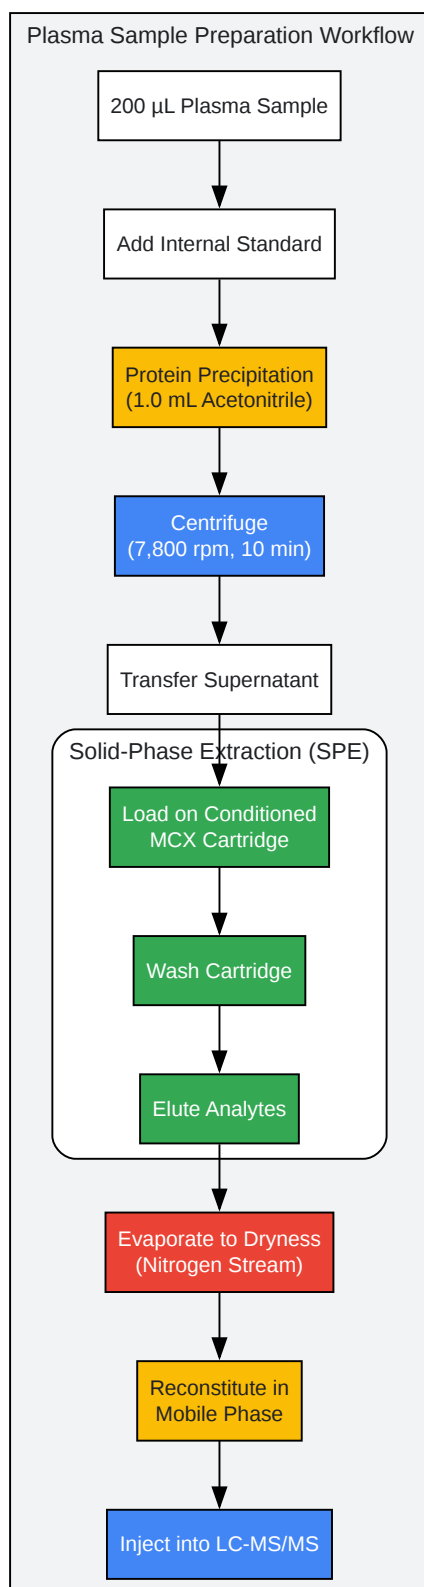 Plasma Sample Preparation Workflow
200 µL Plasma Sample
Add Internal Standard
Protein Precipitation
(1.0 mL Acetonitrile)
Centrifuge
(7,800 rpm, 10 min)
Transfer Supernatant
Solid-Phase Extraction (SPE)
Load on Conditioned
MCX Cartridge
Wash Cartridge
Elute Analytes
Evaporate to Dryness
(Nitrogen Stream)
Reconstitute in
Mobile Phase
Inject into LC-MS/MS